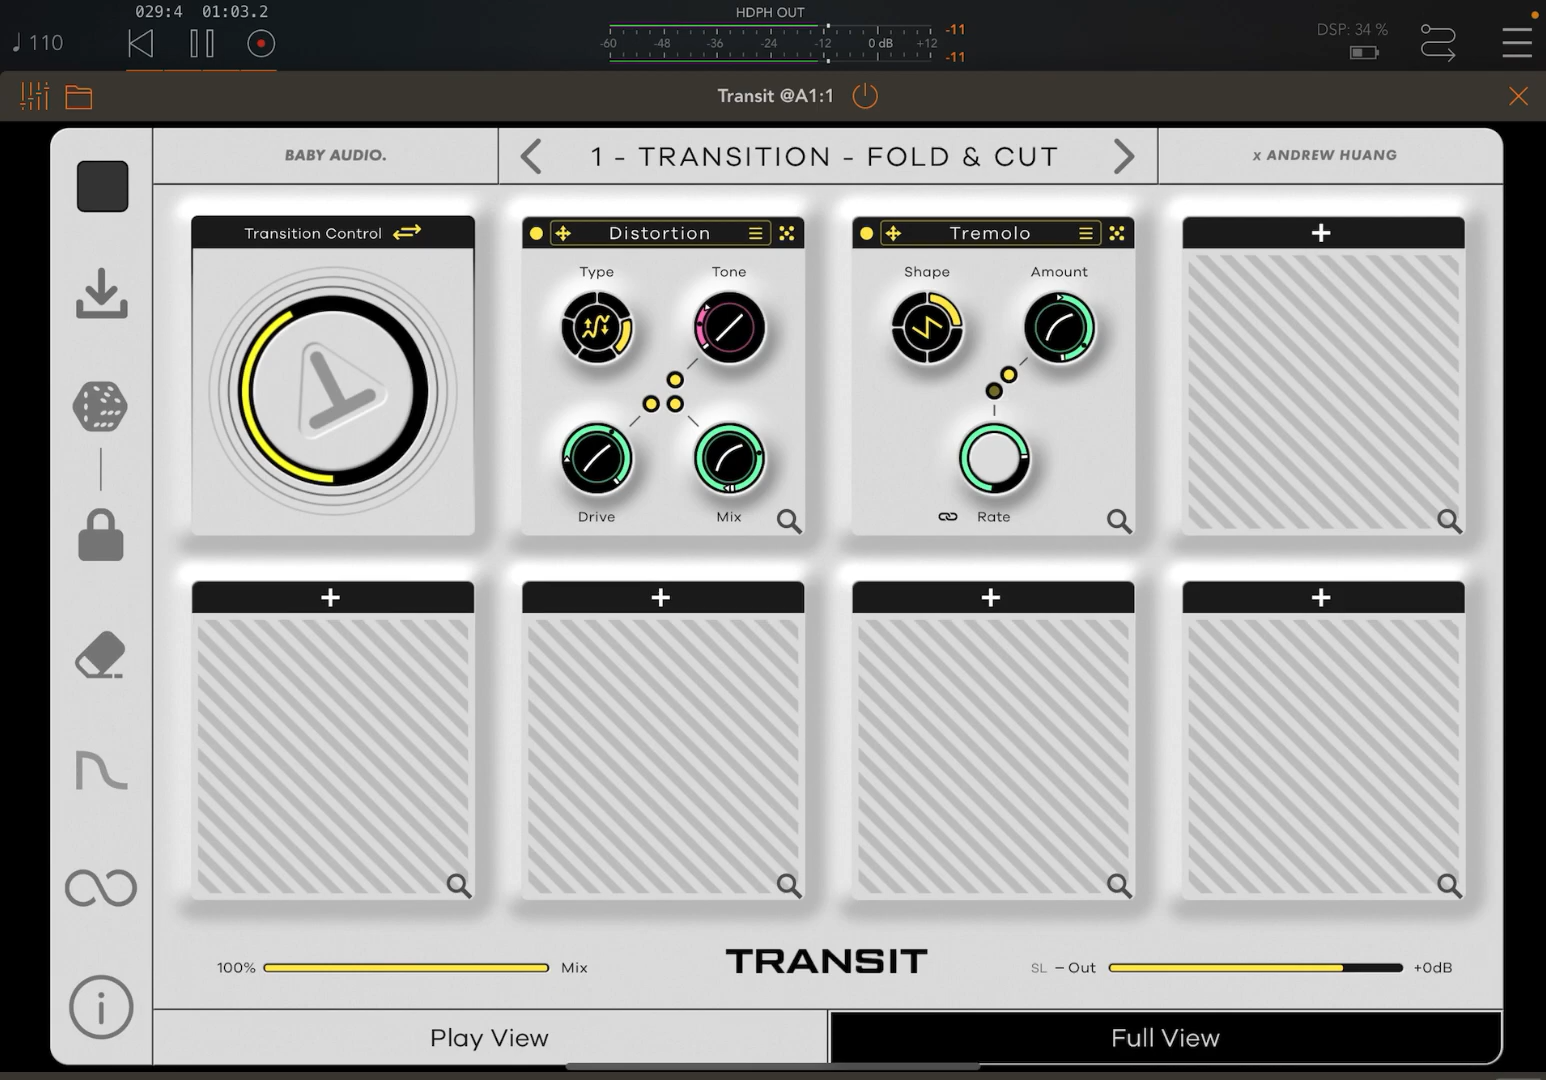 029:4 01:03.2
♩ 110
HDPH OUT
-60 -48 -36 -24 -12 0 dB +12
-11
-11
DSP: 34 %
Transit @A1:1
BABY AUDIO.
1 - TRANSITION - FOLD & CUT
x ANDREW HUANG
Transition Control
Distortion
Tremolo
+
Type
Tone
Shape
Amount
Drive
Mix
Rate
+
+
+
+
100%
Mix
TRANSIT
SL – Out
+0dB
Play View
Full View